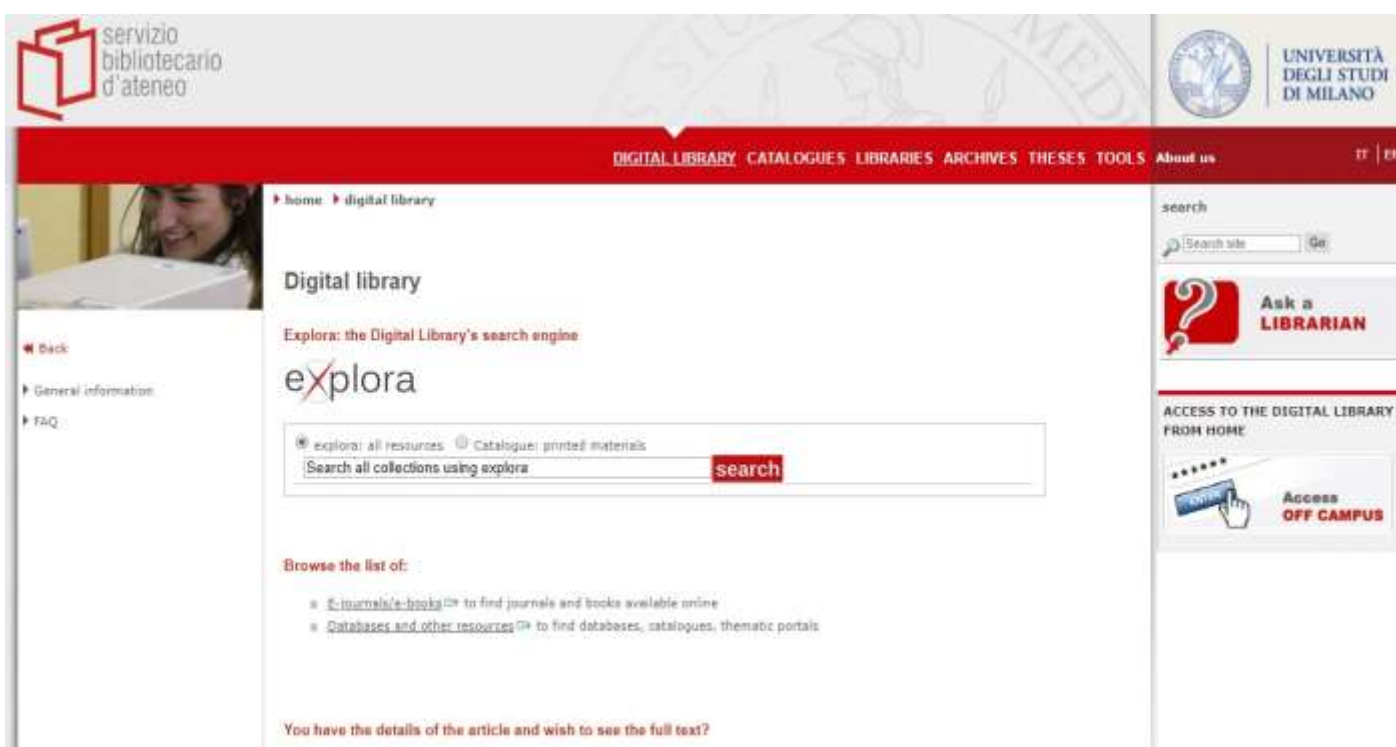 servizio
bibliotecario
d'ateneo
UNIVERSITÀ
DEGLI STUDI
DI MILANO
DIGITAL LIBRARY CATALOGUES LIBRARIES ARCHIVES THESES TOOLS About us IT
home digital library
Digital library
Explora: the Digital Library's search engine
explora
explora: all resources Catalogue: printed materials
Search all collections using explora search
Browse the list of:
E-journals/e-books to find journals and books available online
Databases and other resources to find databases, catalogues, thematic portals
You have the details of the article and wish to see the full text?
Back
General information
FAQ
search
Search site Go
Ask a
LIBRARIAN
ACCESS TO THE DIGITAL LIBRARY
FROM HOME
ENTER
Access
OFF CAMPUS